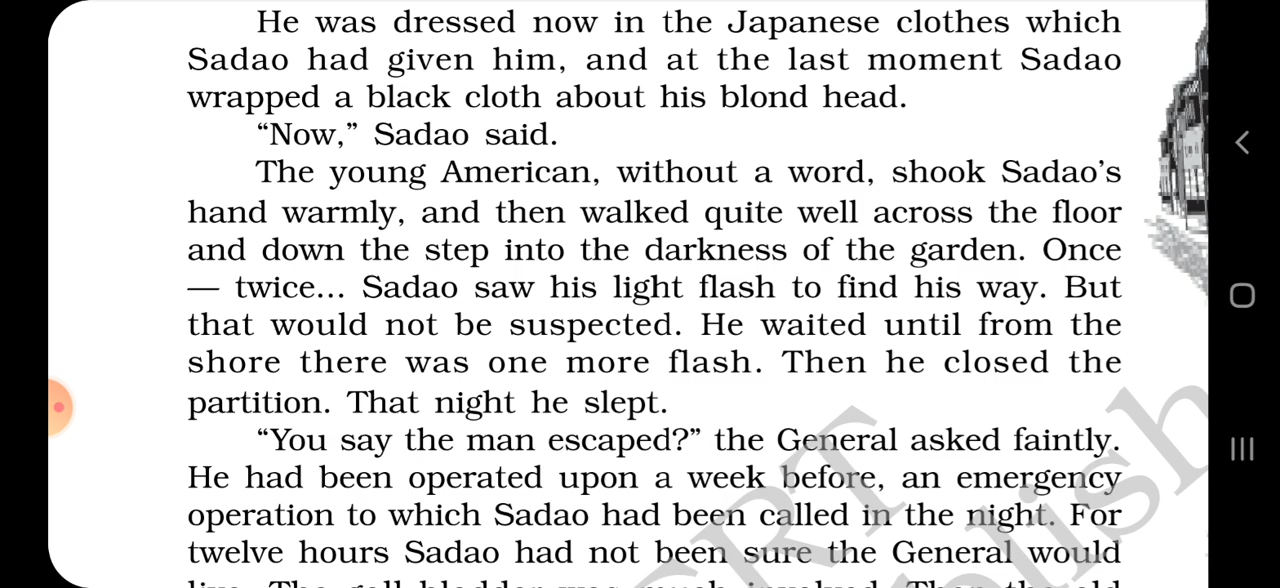 He was dressed now in the Japanese clothes which
Sadao had given him, and at the last moment Sadao
wrapped a black cloth about his blond head.
“Now,” Sadao said.
The young American, without a word, shook Sadao’s
hand warmly, and then walked quite well across the floor
and down the step into the darkness of the garden. Once
— twice... Sadao saw his light flash to find his way. But
that would not be suspected. He waited until from the
shore there was one more flash. Then he closed the
partition. That night he slept.
“You say the man escaped?” the General asked faintly.
He had been operated upon a week before, an emergency
operation to which Sadao had been called in the night. For
twelve hours Sadao had not been sure the General would